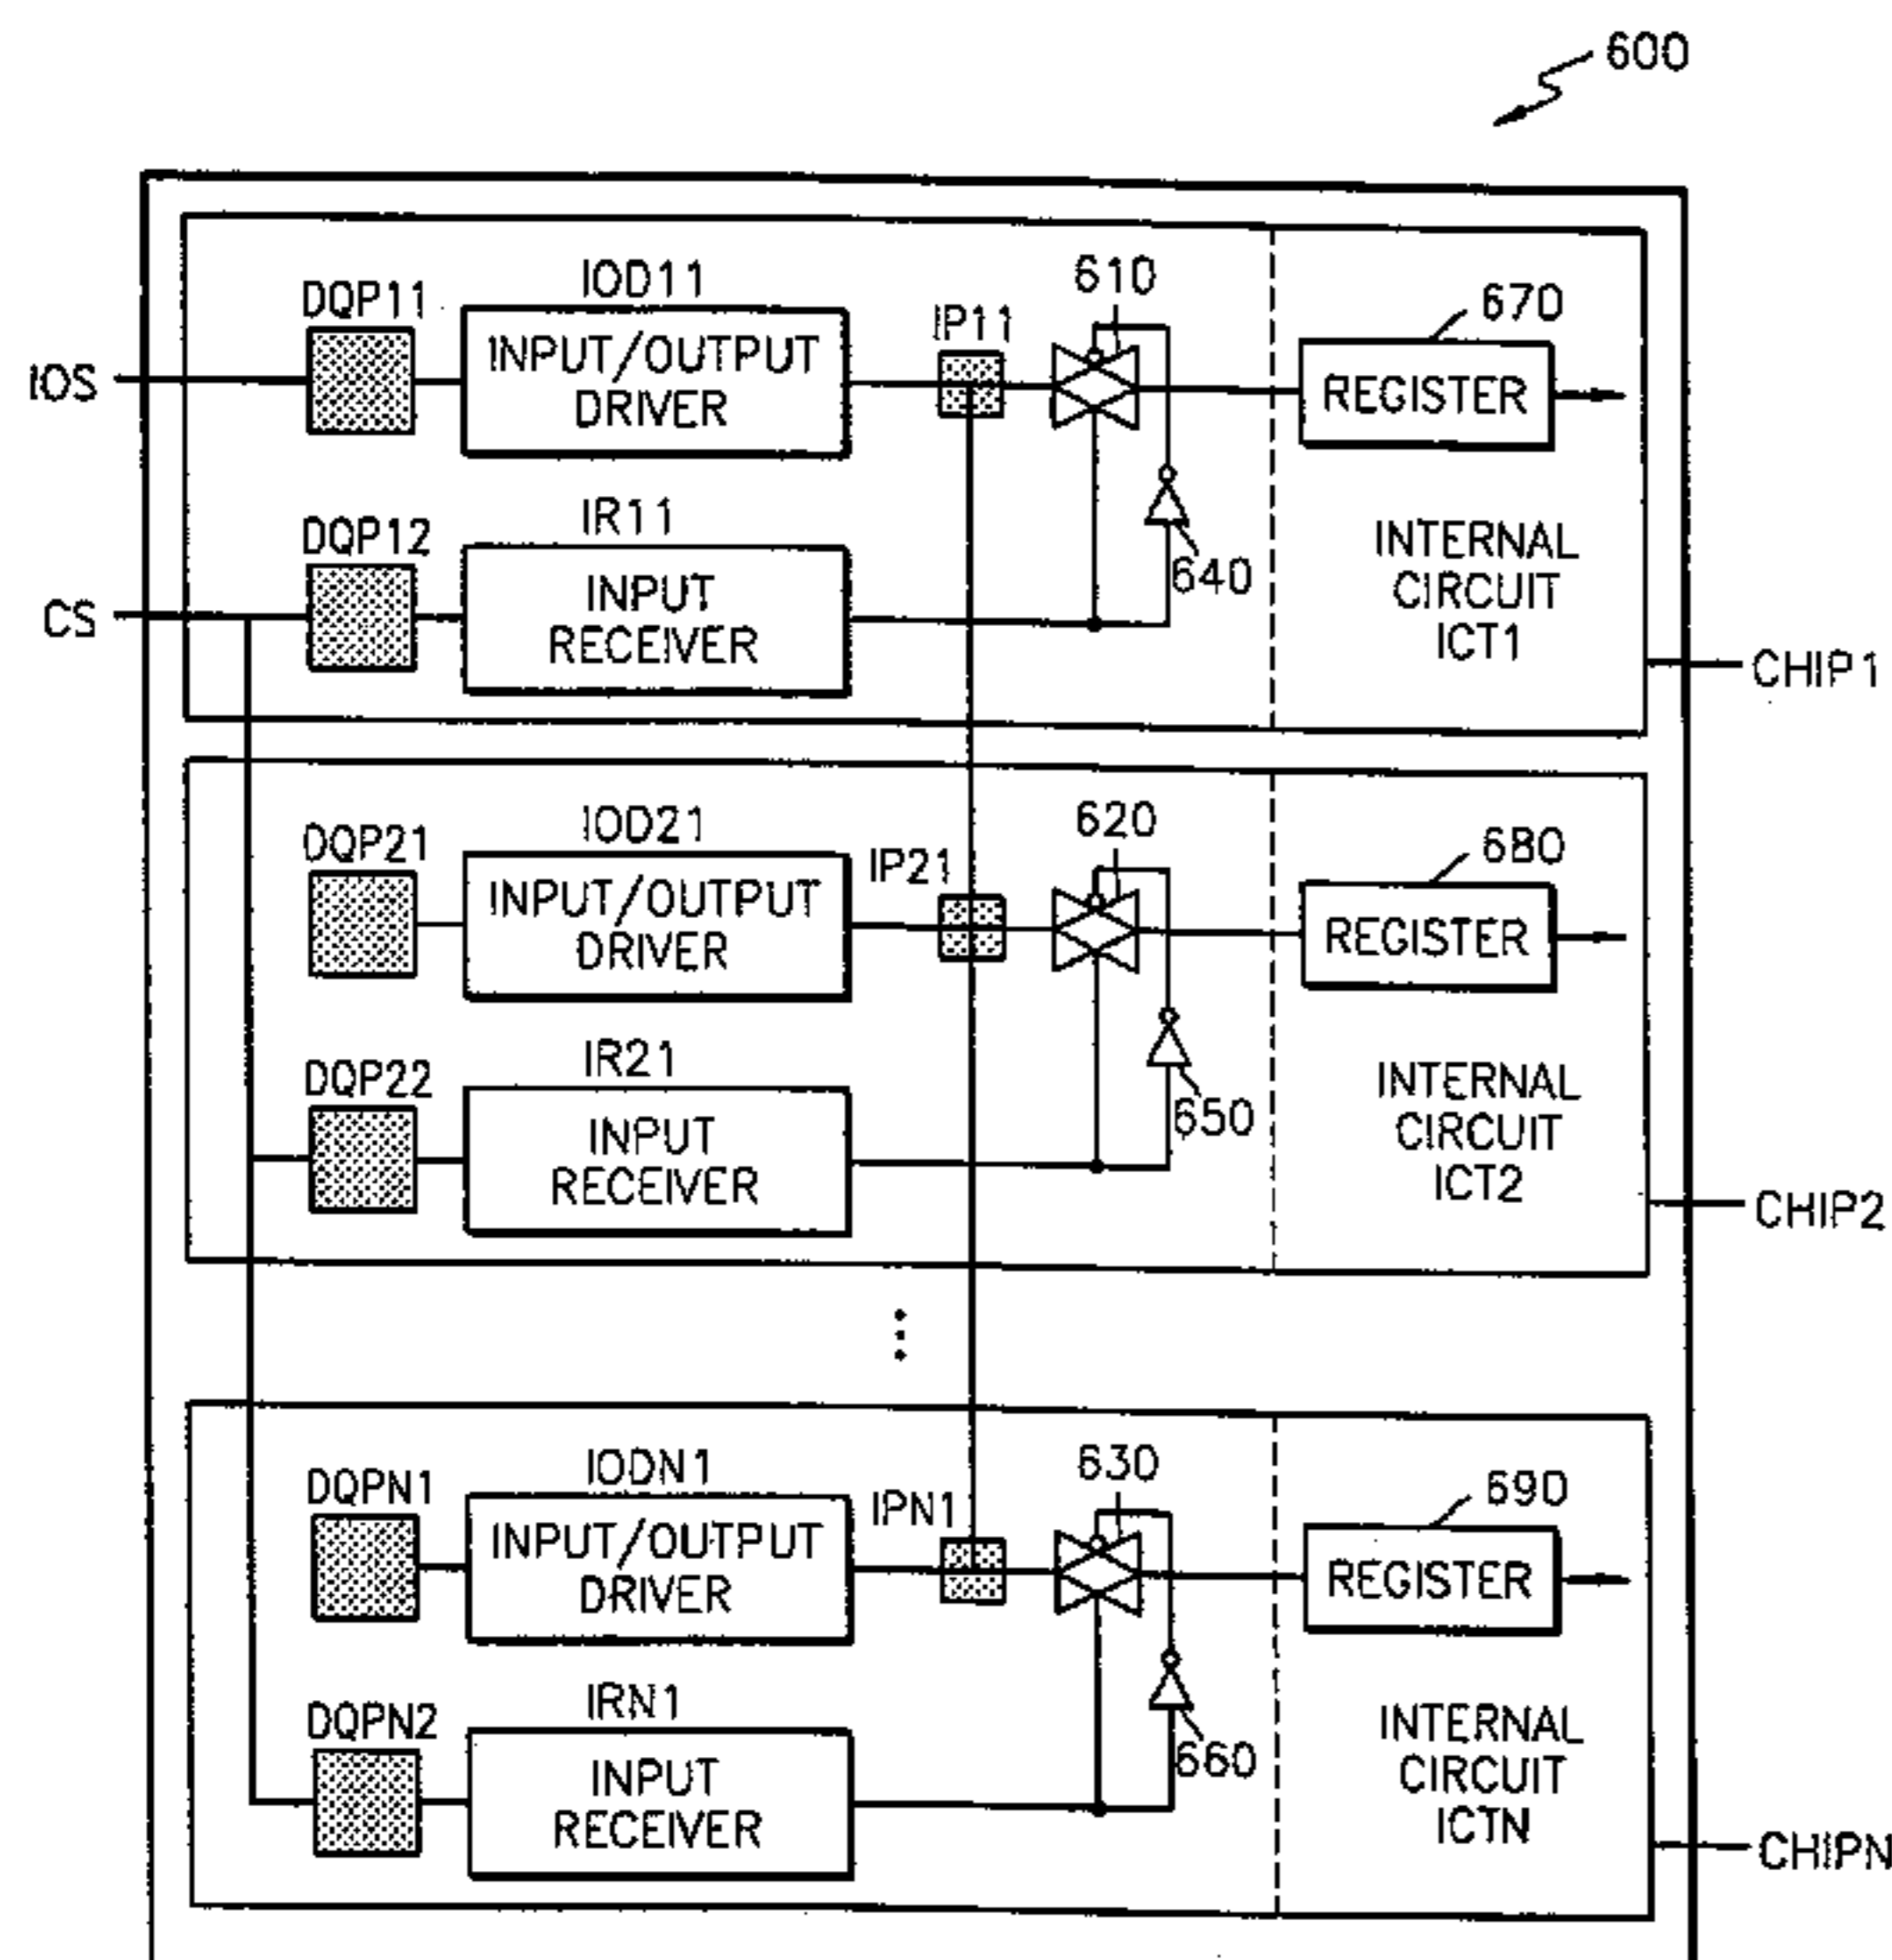 600
IOD11
DQP11
INPUT/OUTPUT
DRIVER
IP11
610
670
REGISTER
IOS
IR11
DQP12
INPUT
RECEIVER
640
INTERNAL
CIRCUIT
ICT1
CS
CHIP1
IOD21
DQP21
INPUT/OUTPUT
DRIVER
IP21
620
680
REGISTER
IR21
DQP22
INPUT
RECEIVER
650
INTERNAL
CIRCUIT
ICT2
CHIP2
IODN1
DQPN1
INPUT/OUTPUT
DRIVER
IPN1
630
690
REGISTER
IRN1
DQPN2
INPUT
RECEIVER
660
INTERNAL
CIRCUIT
ICTN
CHIPN